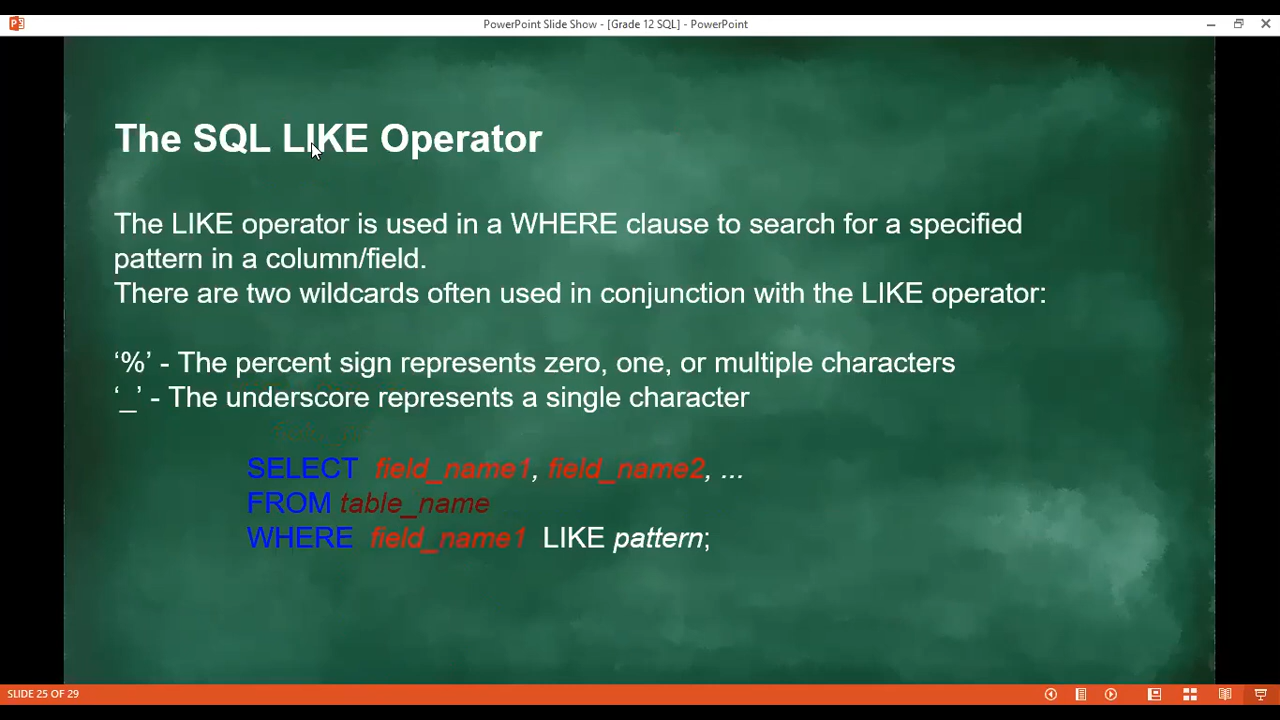 PowerPoint Slide Show - [Grade 12 SQL] - PowerPoint
The SQL LIKE Operator
The LIKE operator is used in a WHERE clause to search for a specified
pattern in a column/field.
There are two wildcards often used in conjunction with the LIKE operator:
‘%’ - The percent sign represents zero, one, or multiple characters
‘_’ - The underscore represents a single character
SELECT field_name1, field_name2, ...
FROM table_name
WHERE field_name1 LIKE pattern;
SLIDE 25 OF 29